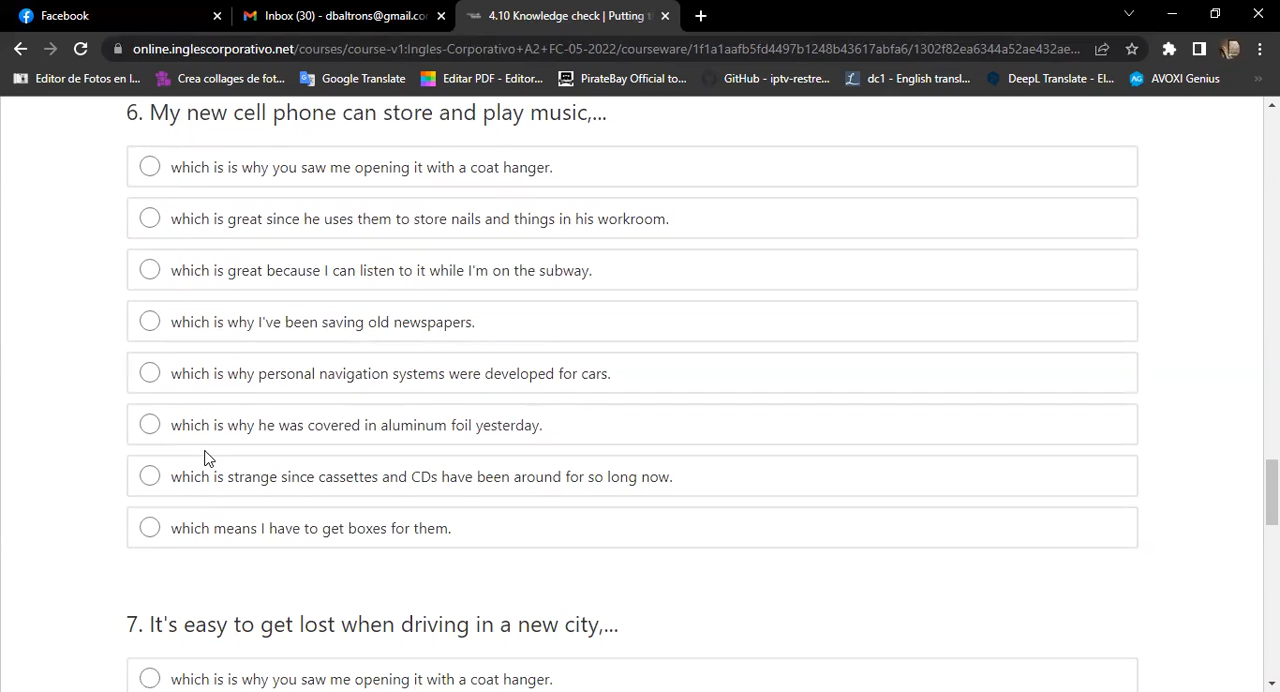 Facebook
Inbox (30) - dbaltrons@gmail.co
4.10 Knowledge check | Putting t
online.inglescorporativo.net/courses/course-v1:Ingles-Corporativo+A2+FC-05-2022/courseware/1f1a1aafb5fd4497b1248b43617abfa6/1302f82ea6344a52ae432ae...
Editor de Fotos en l...
Crea collages de fot...
Google Translate
Editar PDF - Editor...
PirateBay Official to...
GitHub - iptv-restre...
dc1 - English transl...
DeepL Translate - El...
AVOXI Genius
6. My new cell phone can store and play music,...
which is is why you saw me opening it with a coat hanger.
which is great since he uses them to store nails and things in his workroom.
which is great because I can listen to it while I'm on the subway.
which is why I've been saving old newspapers.
which is why personal navigation systems were developed for cars.
which is why he was covered in aluminum foil yesterday.
which is strange since cassettes and CDs have been around for so long now.
which means I have to get boxes for them.
7. It's easy to get lost when driving in a new city,...
which is is why you saw me opening it with a coat hanger.